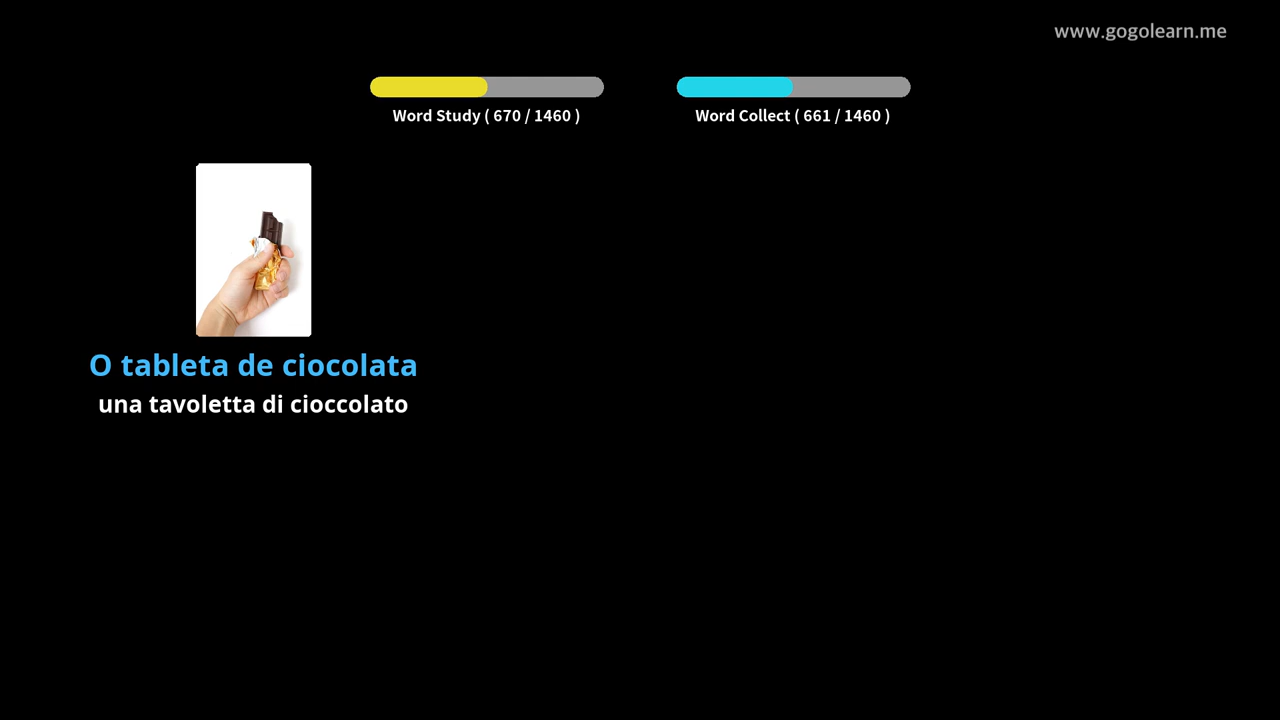 www.gogolearn.me
Word Study ( 670 / 1460 )
Word Collect ( 661 / 1460 )
O tableta de ciocolata
una tavoletta di cioccolato